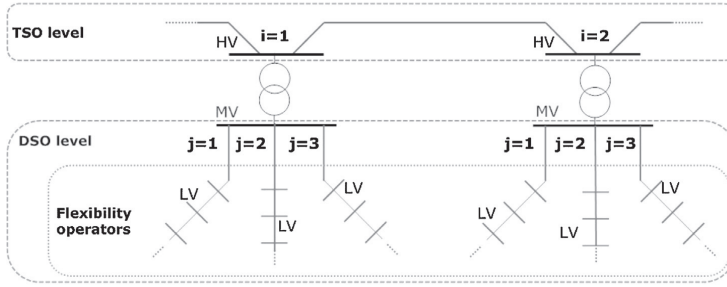 TSO level
HV
i=1
HV
i=2
MV
MV
DSO level
j=1
j=2
j=3
j=1
j=2
j=3
LV
LV
LV
LV
Flexibility
operators
LV
LV